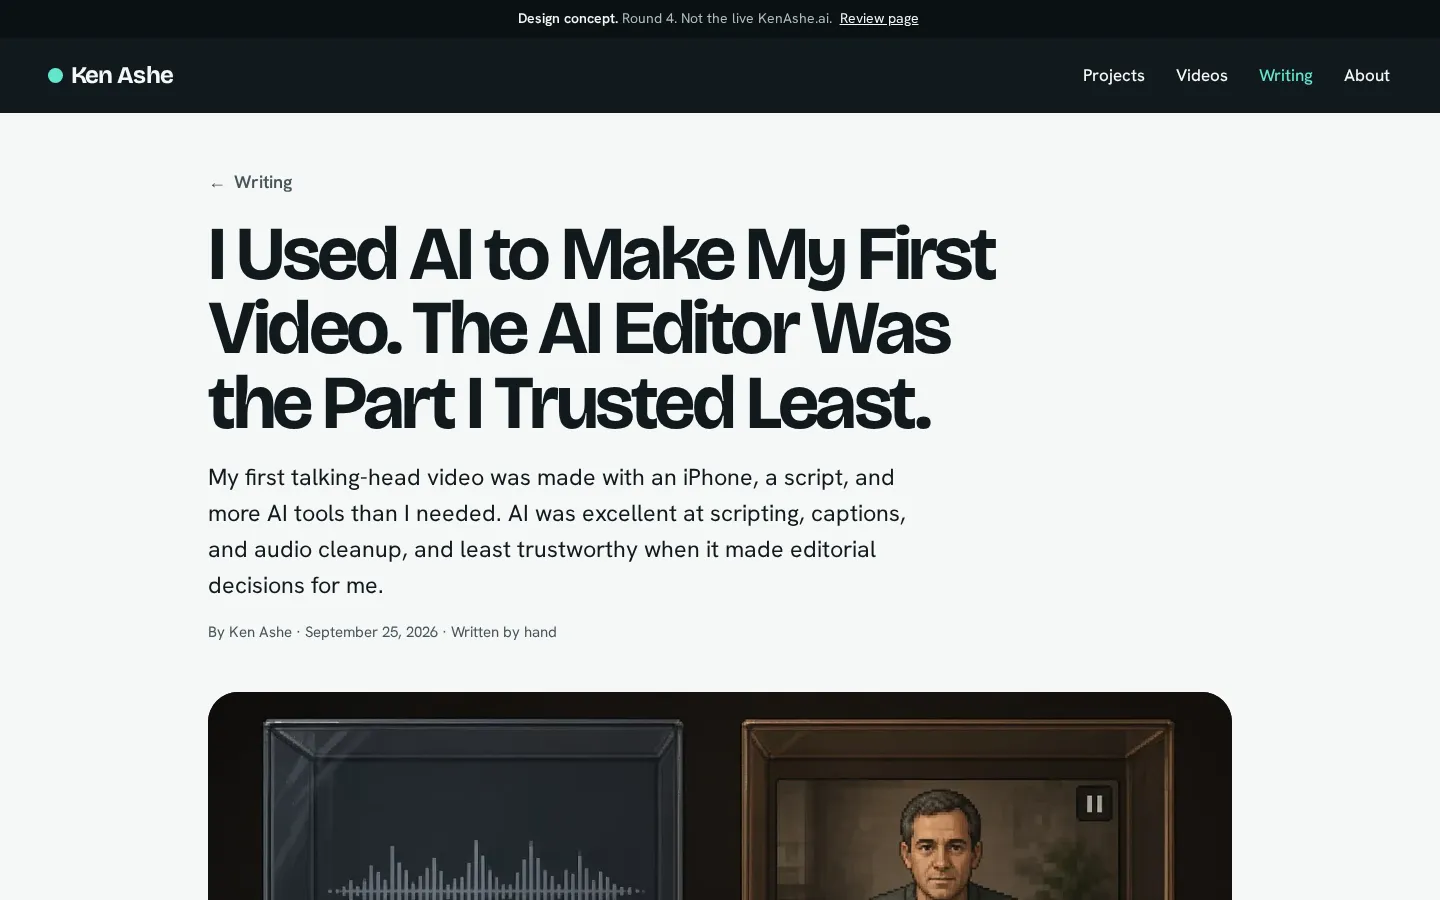 Design concept. Round 4. Not the live KenAshe.ai. Review page
Ken Ashe
Projects Videos Writing About
← Writing
I Used AI to Make My First
Video. The AI Editor Was
the Part I Trusted Least.
My first talking-head video was made with an iPhone, a script, and
more AI tools than I needed. AI was excellent at scripting, captions,
and audio cleanup, and least trustworthy when it made editorial
decisions for me.
By Ken Ashe · September 25, 2026 · Written by hand